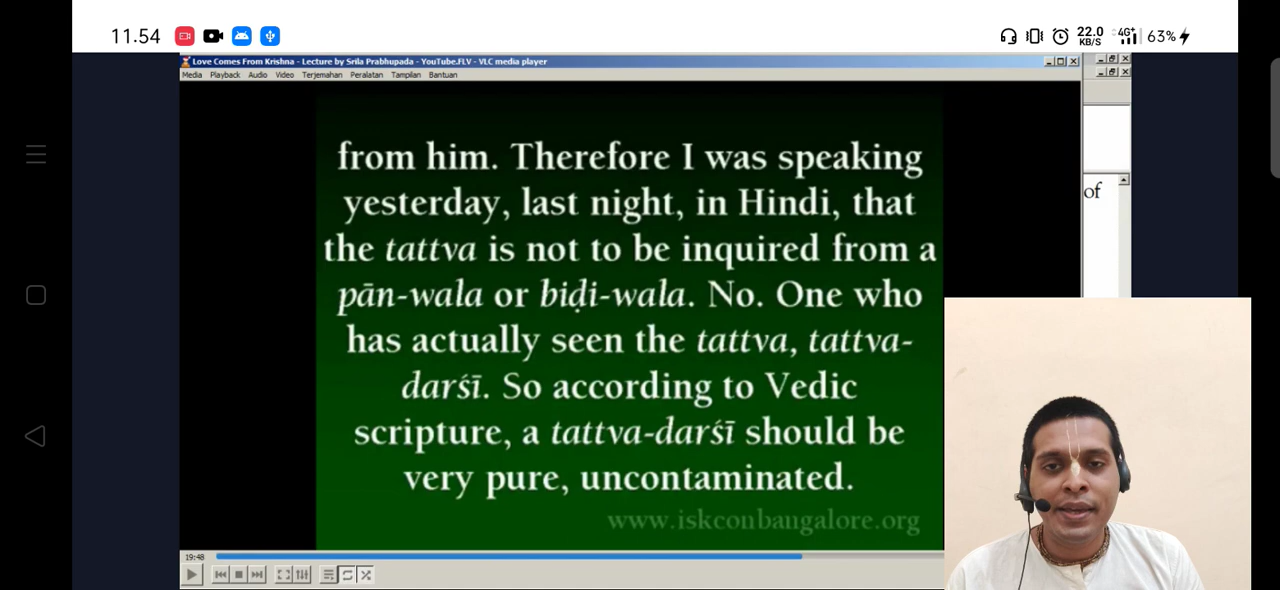 11.54
22.0
KB/S
4G+
63%
Love Comes From Krishna - Lecture by Srila Prabhupada - YouTube.FLV - VLC media player
Media Playback Audio Video Terjemahan Peralatan Tampilan Bantuan
from him. Therefore I was speaking
yesterday, last night, in Hindi, that
the tattva is not to be inquired from a
pān-wala or biḍi-wala. No. One who
has actually seen the tattva, tattva-
darśī. So according to Vedic
scripture, a tattva-darśī should be
very pure, uncontaminated.
www.iskconbangalore.org
of
19:48